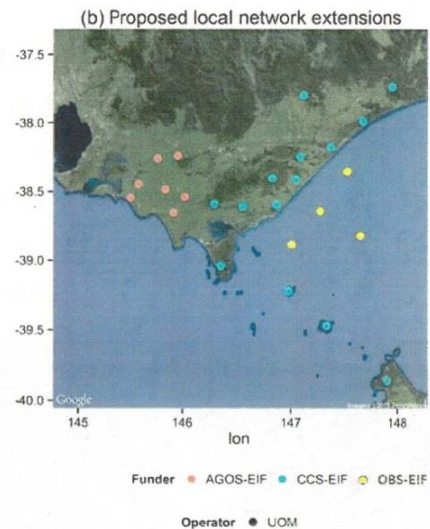 (b) Proposed local network extensions
-37.5
-38.0
-38.5
-39.0
-39.5
-40.0
Google
145
146
147
148
lon
Funder AGOS-EIF CCS-EIF OBS-EIF
Operator UOM